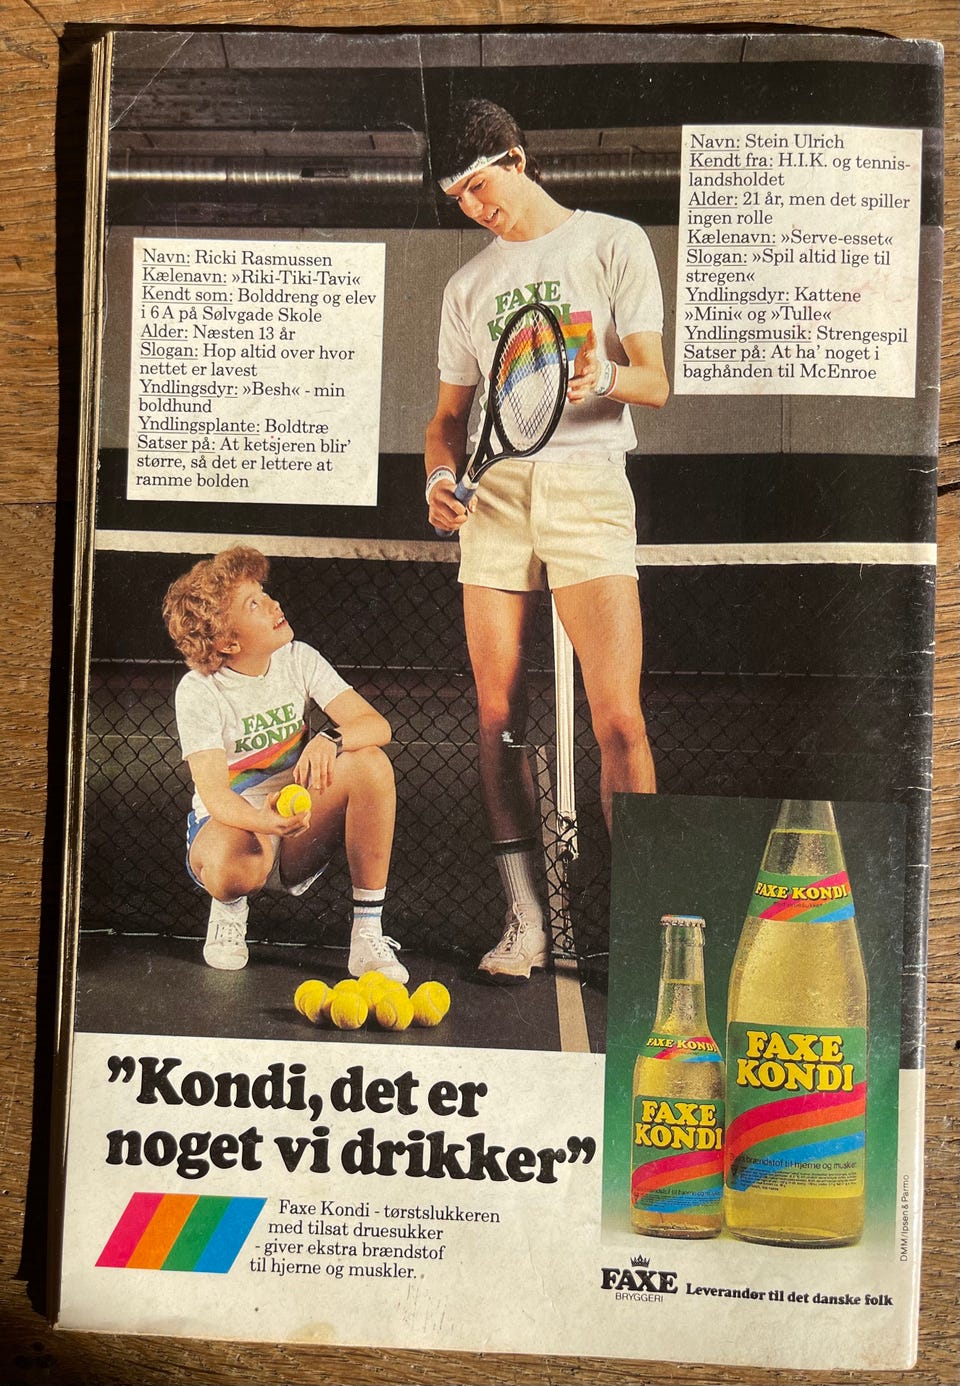 Navn: Ricki Rasmussen
Kælenavn: »Riki-Tiki-Tavi«
Kendt som: Bolddreng og elev
i 6 A på Sølvgade Skole
Alder: Næsten 13 år
Slogan: Hop altid over hvor
nettet er lavest
Yndlingsdyr: »Besh« - min
boldhund
Yndlingsplante: Boldtræ
Satser på: At ketsjeren blir'
større, så det er lettere at
ramme bolden
Navn: Stein Ulrich
Kendt fra: H.I.K. og tennis-
landsholdet
Alder: 21 år, men det spiller
ingen rolle
Kælenavn: »Serve-esset«
Slogan: »Spil altid lige til
stregen«
Yndlingsdyr: Kattene
»Mini« og »Tulle«
Yndlingsmusik: Strengespil
Satser på: At ha' noget i
baghånden til McEnroe
FAXE
KONDI
FAXE
KONDI
FAXE KONDI
FAXE
KONDI
brændstof til hjerne og muskler
FAXE KONDI
FAXE
KONDI
"Kondi, det er
noget vi drikker"
Faxe Kondi - tørstslukkeren
med tilsat druesukker
- giver ekstra brændstof
til hjerne og muskler.
DMM/Ipsen & Parmo
FAXE
BRYGGERI
Leverandør til det danske folk